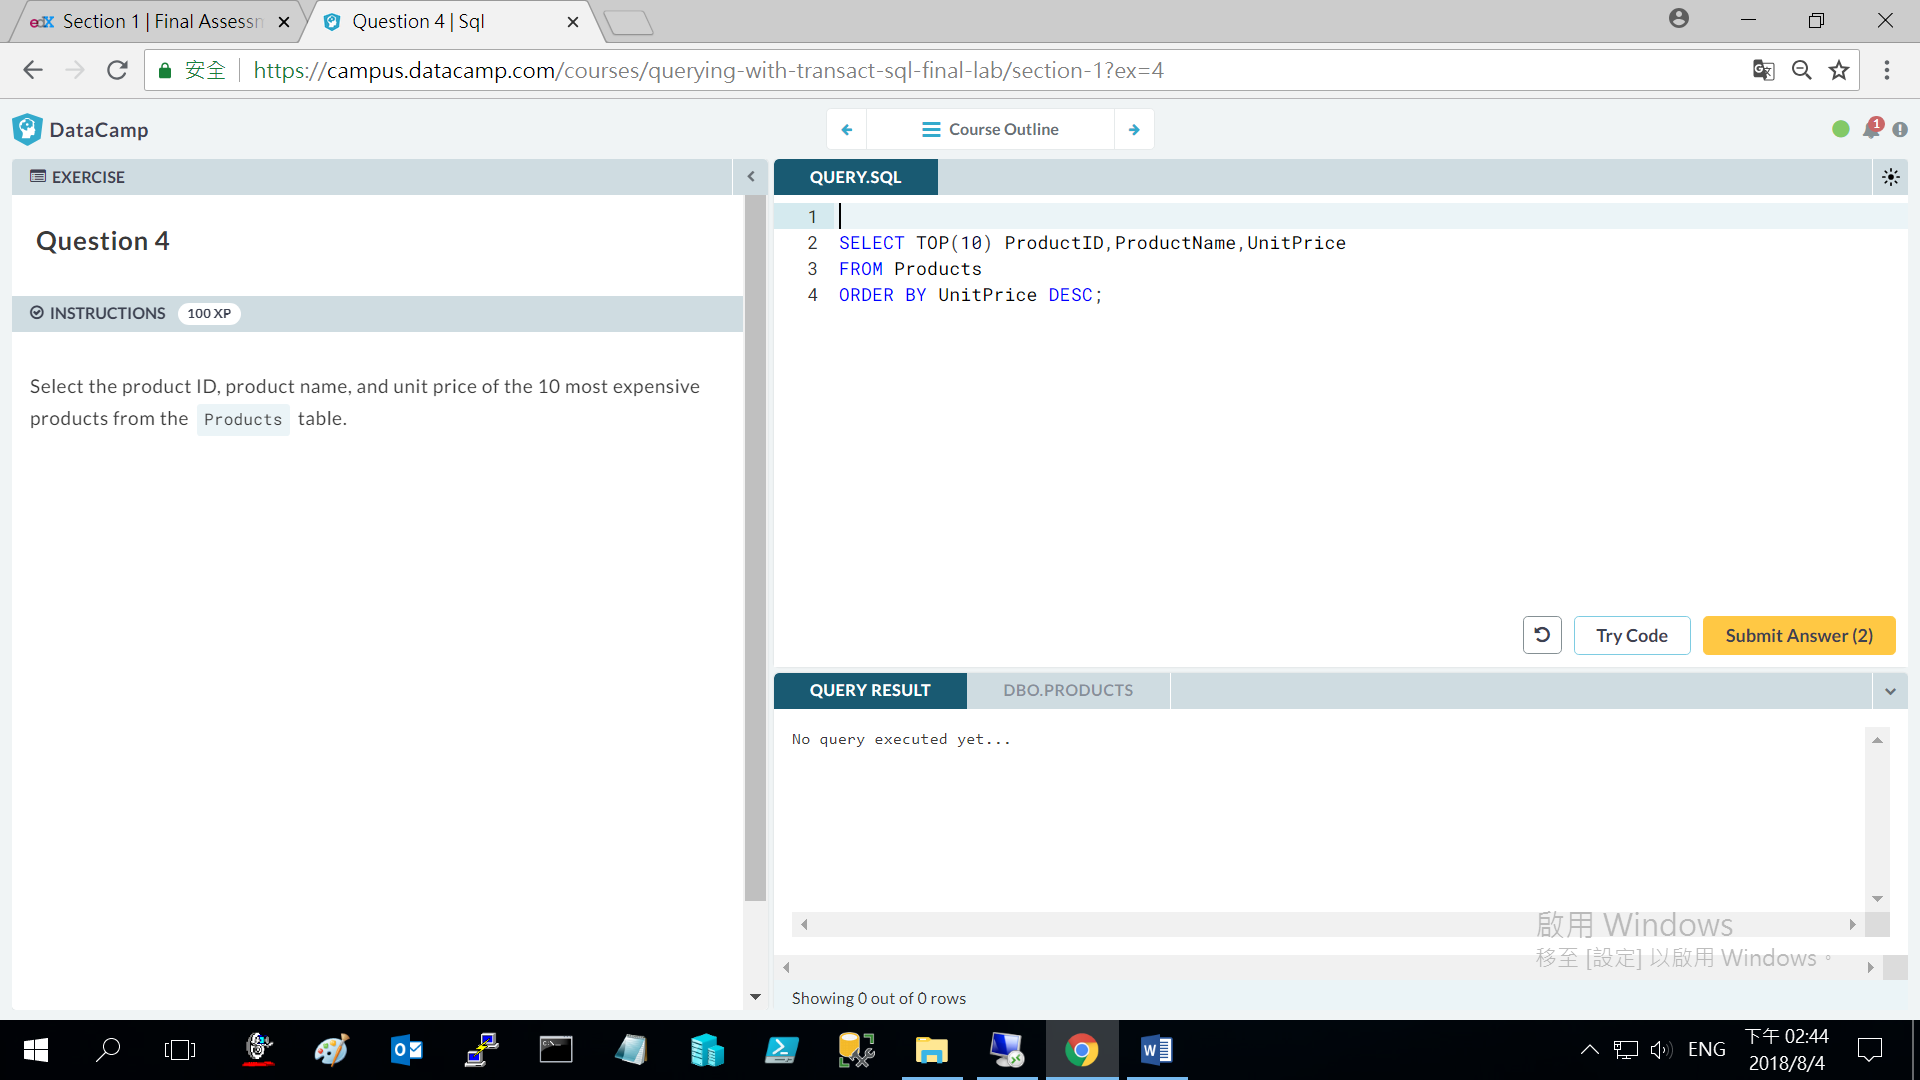 edX Section 1 | Final Assessm
Question 4 | Sql
安全
https://campus.datacamp.com/courses/querying-with-transact-sql-final-lab/section-1?ex=4
DataCamp
Course Outline
1
EXERCISE
QUERY.SQL
Question 4
INSTRUCTIONS 100 XP
Select the product ID, product name, and unit price of the 10 most expensive
products from the Products table.
1
2 SELECT TOP(10) ProductID,ProductName,UnitPrice
3 FROM Products
4 ORDER BY UnitPrice DESC;
Try Code
Submit Answer (2)
QUERY RESULT
DBO.PRODUCTS
No query executed yet...
啟用 Windows
移至 [設定] 以啟用 Windows。
Showing 0 out of 0 rows
ENG
下午 02:44
2018/8/4